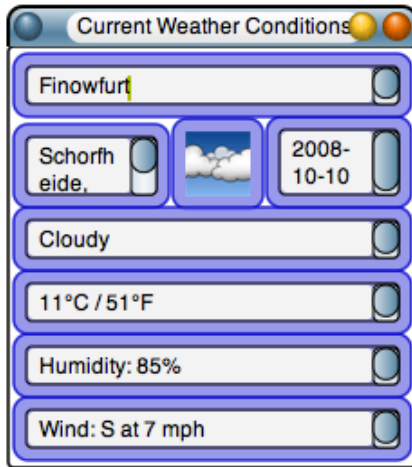 Current Weather Conditions
Finowfurt
Schorfh
eide,
2008-
10-10
Cloudy
11°C / 51°F
Humidity: 85%
Wind: S at 7 mph